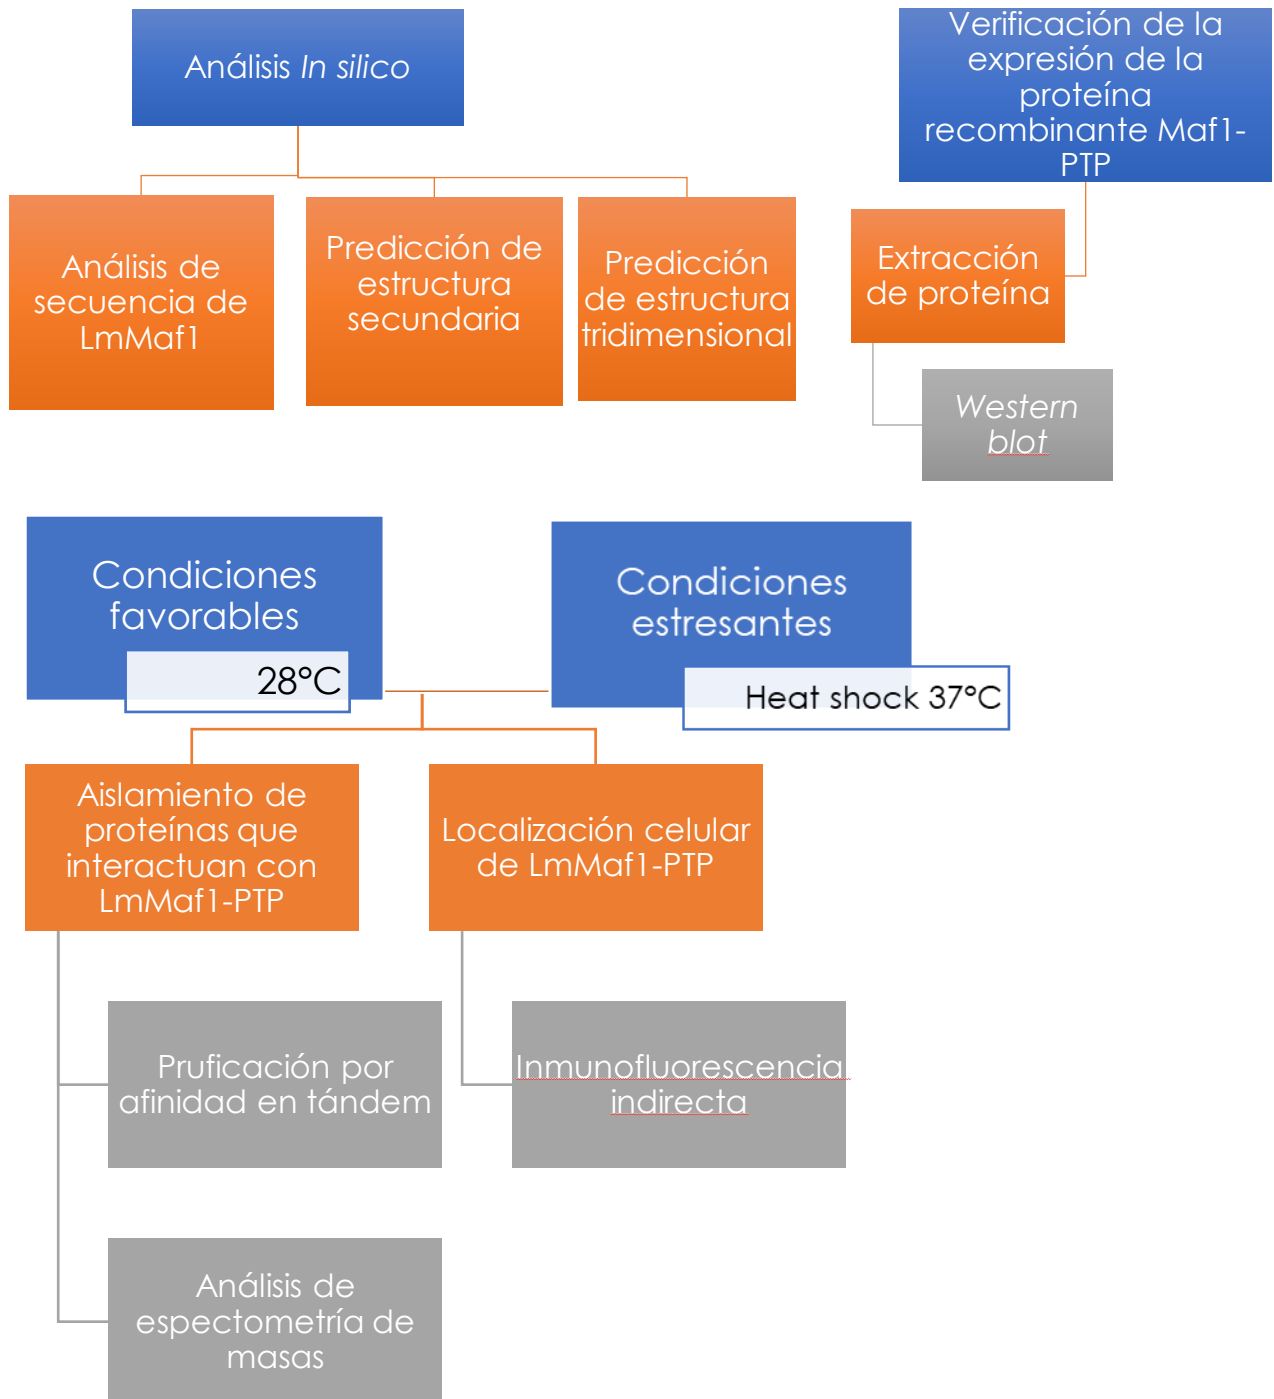 Análisis In silico
Verificación de la
expresión de la
proteína
recombinante Maf1-
PTP
Análisis de
secuencia de
LmMaf1
Predicción de
estructura
secundaria
Predicción
de estructura
tridimensional
Extracción
de proteína
Western
blot
Condiciones
favorables
28°C
Condiciones
estresantes
Heat shock 37°C
Aislamiento de
proteínas que
interactuan con
LmMaf1-PTP
Localización celular
de LmMaf1-PTP
Pruficación por
afinidad en tándem
Inmunofluorescencia
indirecta
Análisis de
espectometría de
masas